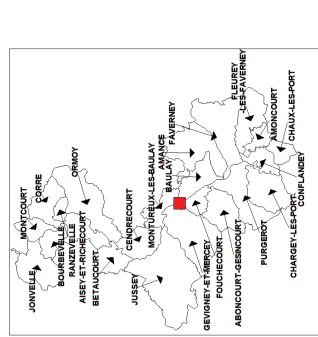 JONVELLE
MONTCOURT
CORRE
BOURBEVELLE
RANZEVELLE
AISEY-ET-RICHECOURT
ORMOY
BETAUCOURT
CENDRECOURT
JUSSEY
MONTUREUX-LES-BAULAY
AMANCE
BAULAY
FAVERNEY
GEVIGNEY-ET-MERCEY
FOUCHECOURT
ABONCOURT-GESINCOURT
FLEUREY
LES-FAVERNEY
PURGEROT
AMONCOURT
CHAUX-LES-PORT
CONFLANDEY
CHARGEY-LES-PORT